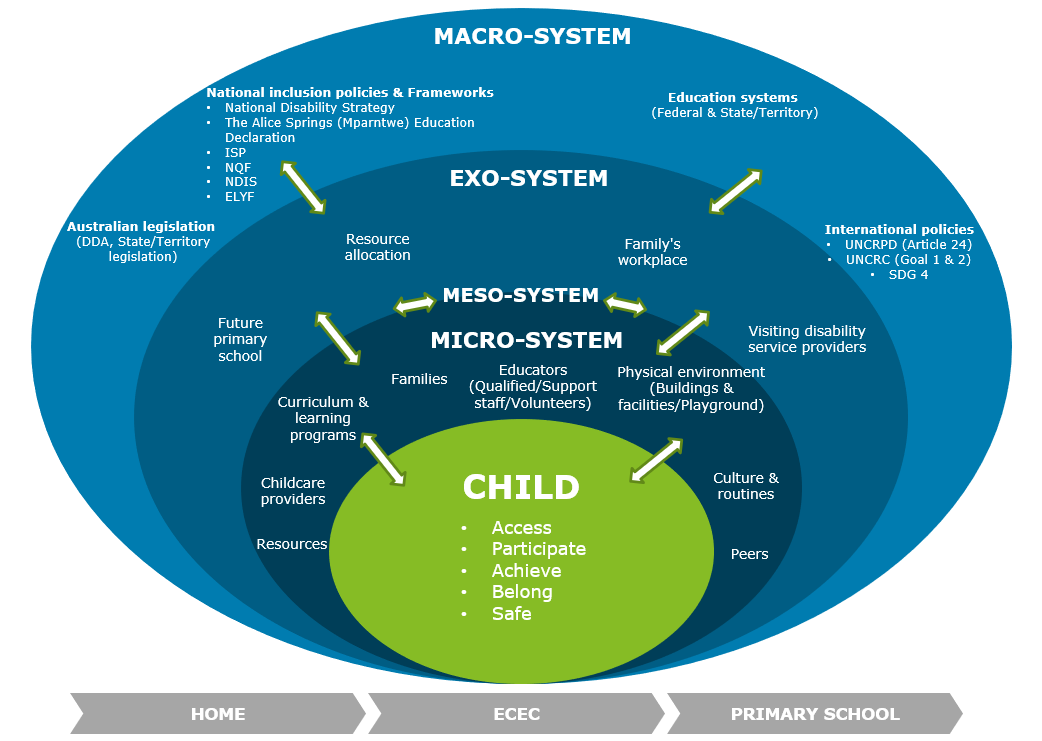 MACRO-SYSTEM
National inclusion policies & Frameworks
• National Disability Strategy
• The Alice Springs (Mparntwe) Education
Declaration
• ISP
• NQF
• NDIS
• ELYF
Education systems
(Federal & State/Territory)
Australian legislation
(DDA, State/Territory
legislation)
International policies
• UNCRPD (Article 24)
• UNCRC (Goal 1 & 2)
• SDG 4
EXO-SYSTEM
Resource
allocation
Family's
workplace
Future
primary
school
Visiting disability
service providers
MESO-SYSTEM
MICRO-SYSTEM
Families
Educators
(Qualified/Support
staff/Volunteers)
Physical environment
(Buildings &
facilities/Playground)
Curriculum &
learning
programs
Childcare
providers
Resources
Culture &
routines
Peers
CHILD
• Access
• Participate
• Achieve
• Belong
• Safe
HOME
ECEC
PRIMARY SCHOOL